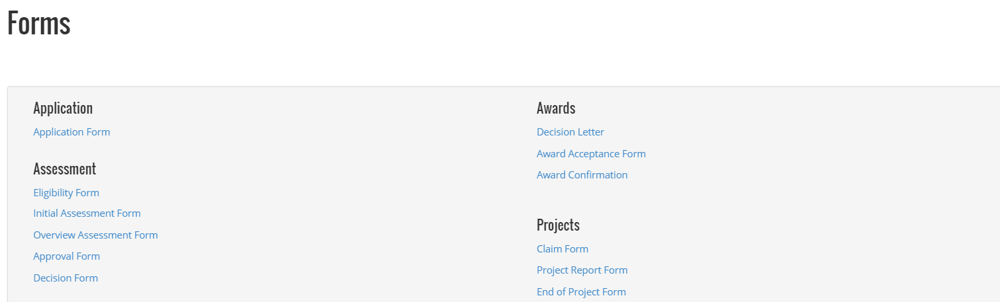 Forms
Application
Application Form
Assessment
Eligibility Form
Initial Assessment Form
Overview Assessment Form
Approval Form
Decision Form
Awards
Decision Letter
Award Acceptance Form
Award Confirmation
Projects
Claim Form
Project Report Form
End of Project Form